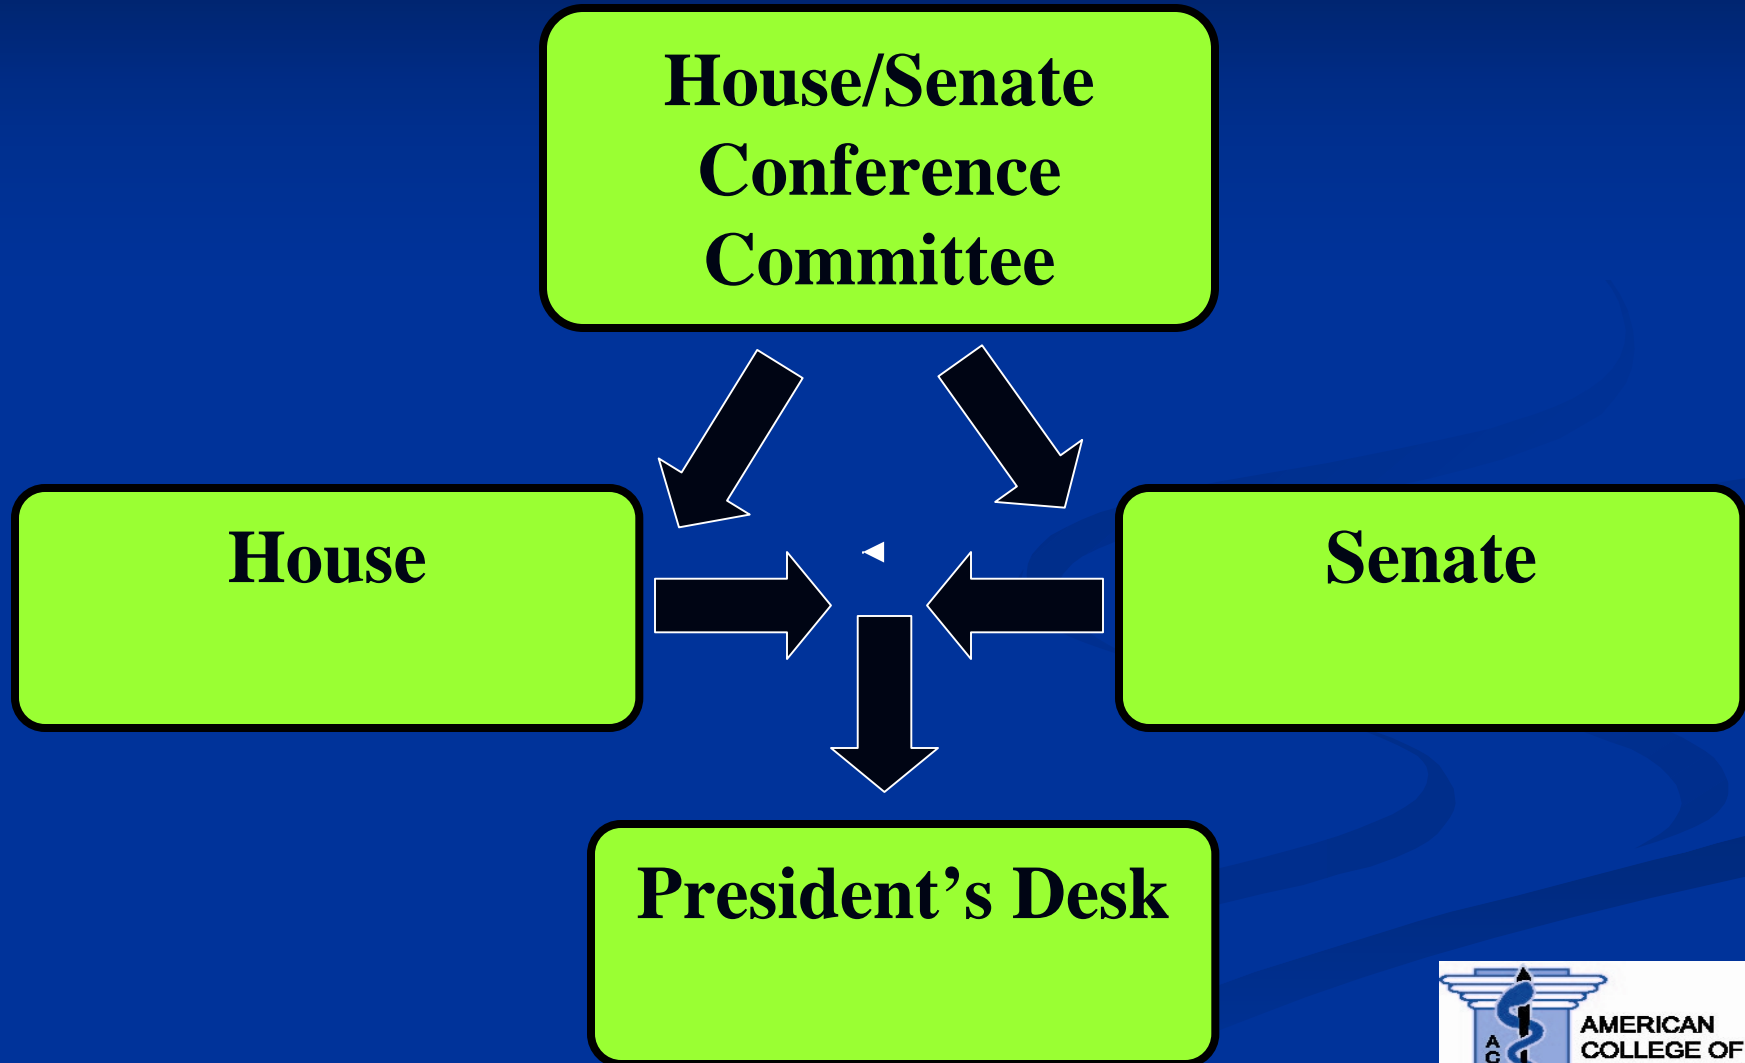 House/Senate
Conference
Committee
House
Senate
President’s Desk
AMERICAN
COLLEGE OF
A
C